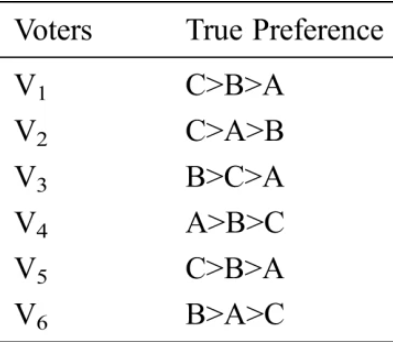 Voters True Preference
V₁ C>B>A
V₂ C>A>B
V₃ B>C>A
V₄ A>B>C
V₅ C>B>A
V₆ B>A>C